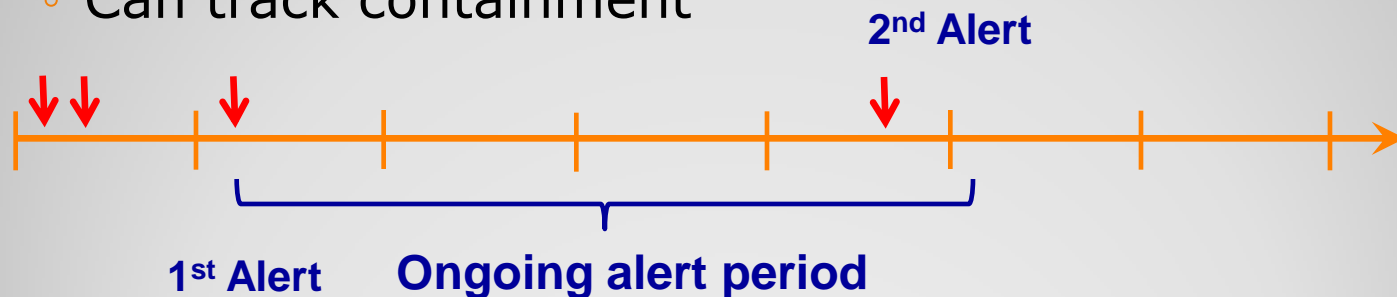 ◦ Can track containment
2nd Alert
1st Alert
Ongoing alert period